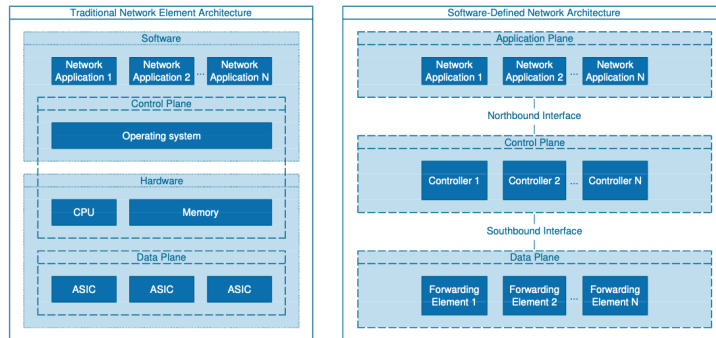 Traditional Network Element Architecture
Software
Network Application 1
Network Application 2
...
Network Application N
Control Plane
Operating system
Hardware
CPU
Memory
Data Plane
ASIC
ASIC
ASIC
Software-Defined Network Architecture
Application Plane
Network Application 1
Network Application 2
...
Network Application N
Northbound Interface
Control Plane
Controller 1
Controller 2
...
Controller N
Southbound Interface
Data Plane
Forwarding Element 1
Forwarding Element 2
...
Forwarding Element N